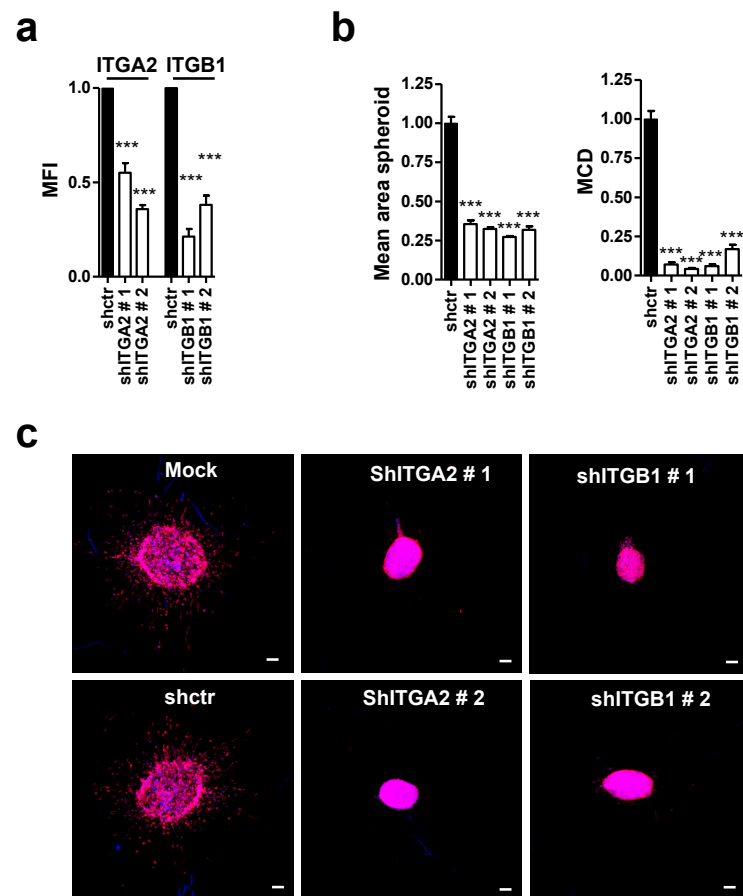 a
ITGA2 ITGB1
MFI
1.0
0.5
0.0
***
***
***
***
shctr
shITGA2 # 1
shITGA2 # 2
shctr
shITGB1 # 1
shITGB1 # 2
b
Mean area spheroid
1.25
1.00
0.75
0.50
0.25
0.00
***
***
***
***
shctr
shITGA2 # 1
shITGA2 # 2
shITGB1 # 1
shITGB1 # 2
MCD
1.25
1.00
0.75
0.50
0.25
0.00
***
***
***
***
shctr
shITGA2 # 1
shITGA2 # 2
shITGB1 # 1
shITGB1 # 2
c
Mock
ShITGA2 # 1
shITGB1 # 1
shctr
ShITGA2 # 2
shITGB1 # 2